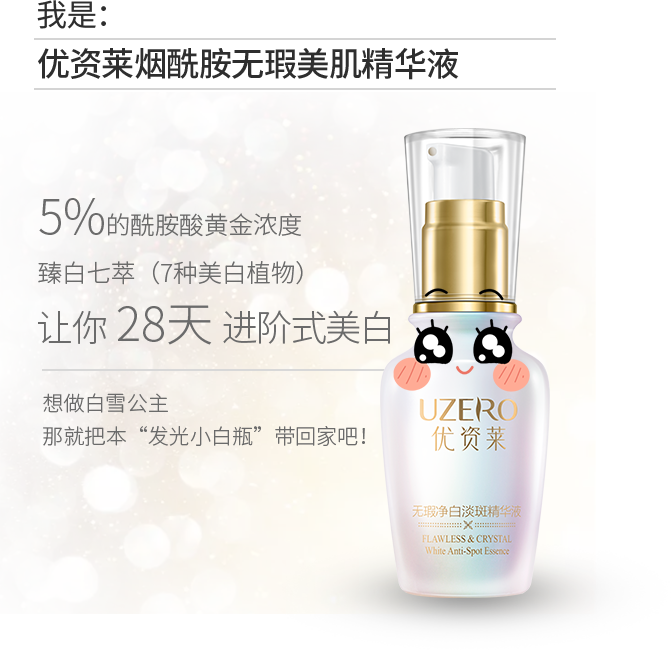 我是：
优资莱烟酰胺无瑕美肌精华液
5%的酰胺酸黄金浓度
臻白七萃（7种美白植物）
让你 28天 进阶式美白
想做白雪公主
那就把本“发光小白瓶”带回家吧！
UZERO
优资莱
无瑕净白淡斑精华液
FLAWLESS & CRYSTAL
White Anti-Spot Essence